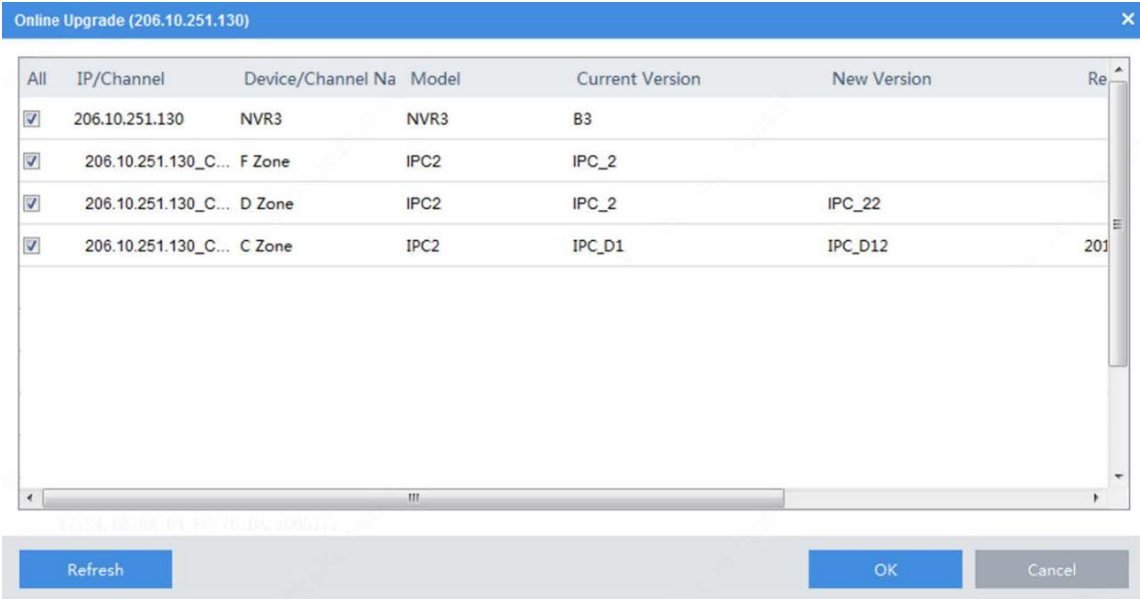 Online Upgrade (206.10.251.130)
All IP/Channel Device/Channel Na Model Current Version New Version Re
206.10.251.130 NVR3 NVR3 B3
206.10.251.130_C... F Zone IPC2 IPC_2
206.10.251.130_C... D Zone IPC2 IPC_2 IPC_22
206.10.251.130_C... C Zone IPC2 IPC_D1 IPC_D12 201
Refresh OK Cancel